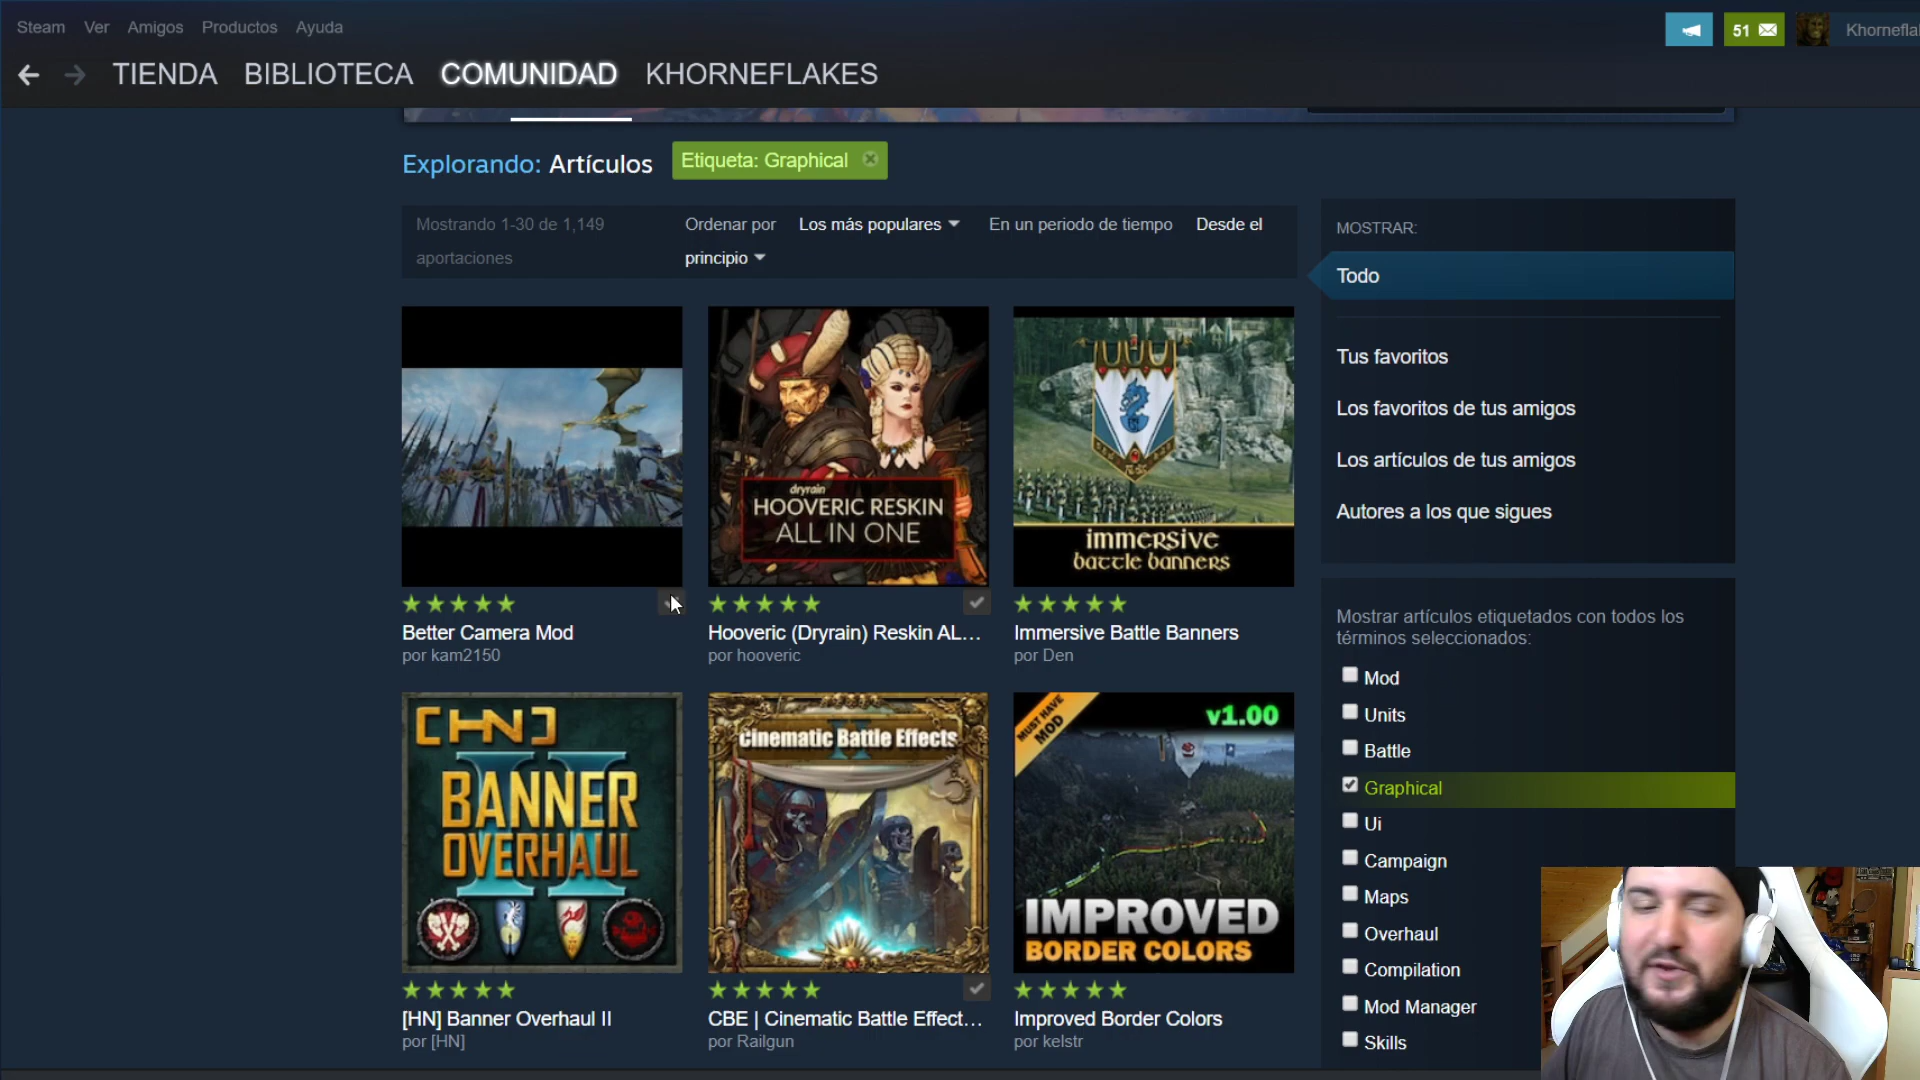 Steam Ver Amigos Productos Ayuda
51
TIENDA BIBLIOTECA COMUNIDAD KHORNEFLAKES
Explorando: Artículos
Etiqueta: Graphical
Mostrando 1-30 de 1,149
aportaciones
Ordenar por Los más populares En un periodo de tiempo Desde el
principio
MOSTRAR:
Todo
Tus favoritos
Los favoritos de tus amigos
Los artículos de tus amigos
Autores a los que sigues
dryrain
HOOVERIC RESKIN
ALL IN ONE
immersive
battle banners
Better Camera Mod
por kam2150
Hooveric (Dryrain) Reskin AL...
por hooveric
Immersive Battle Banners
por Den
[HN]
II
BANNER
OVERHAUL
Cinematic Battle Effects
II
MUST HAVE
MOD
v1.00
IMPROVED
BORDER COLORS
[HN] Banner Overhaul II
por [HN]
CBE | Cinematic Battle Effect...
por Railgun
Improved Border Colors
por kelstr
Mostrar artículos etiquetados con todos los
términos seleccionados:
Mod
Units
Battle
Graphical
Ui
Campaign
Maps
Overhaul
Compilation
Mod Manager
Skills